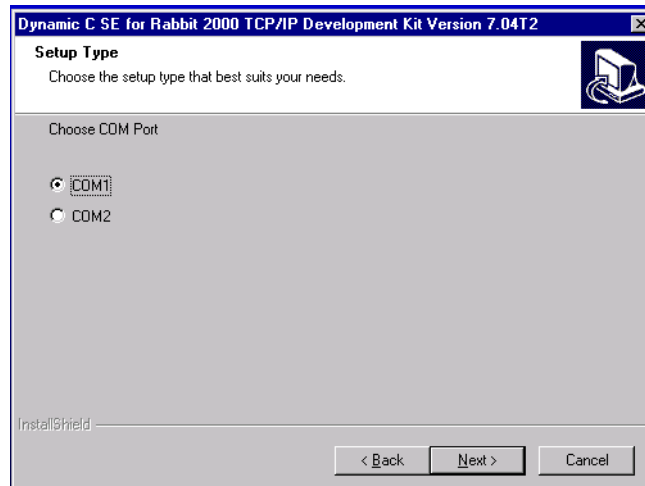 Dynamic C SE for Rabbit 2000 TCP/IP Development Kit Version 7.04T2
Setup Type
Choose the setup type that best suits your needs.
Choose COM Port
COM1
COM2
InstallShield
< Back Next > Cancel